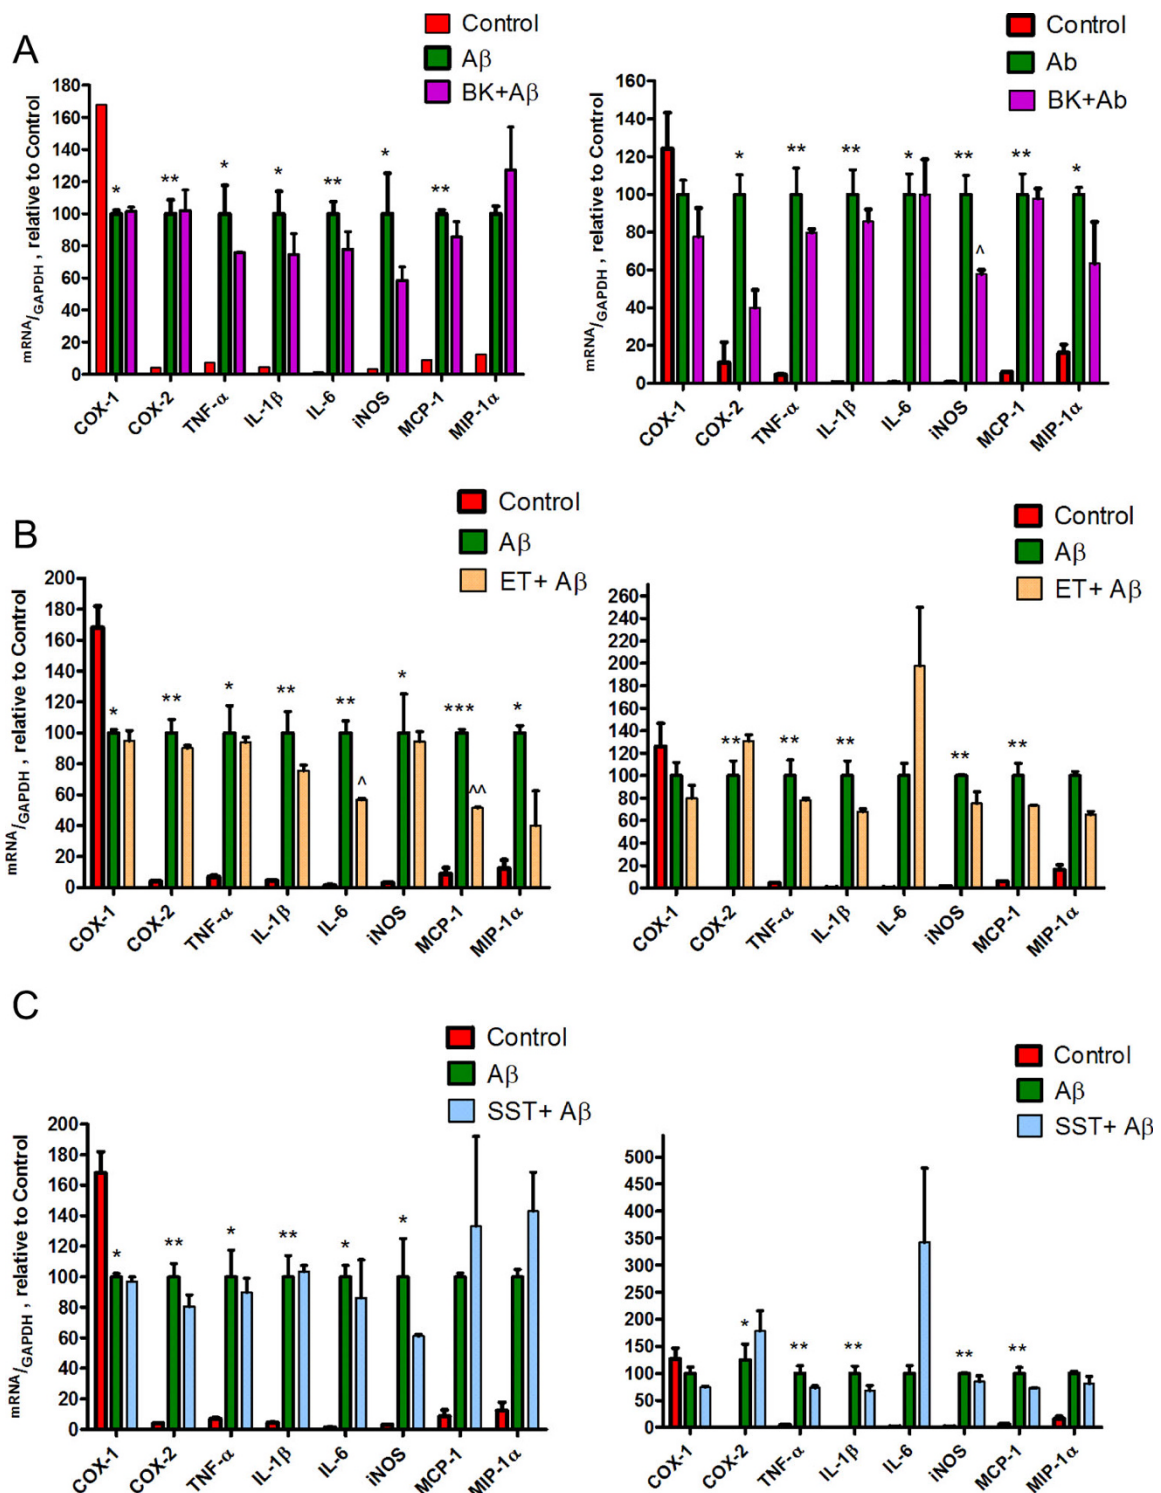 A
Control
Aβ
BK+Aβ
mRNA/GAPDH , relative to Control
180
160
140
120
100
80
60
40
20
0
* ** * * ** * **
COX-1 COX-2 TNF-α IL-1β IL-6 iNOS MCP-1 MIP-1α
Control
Ab
BK+Ab
mRNA/GAPDH , relative to Control
160
140
120
100
80
60
40
20
0
* ** ** * ** ** *
^
COX-1 COX-2 TNF-α IL-1β IL-6 iNOS MCP-1 MIP-1α
B
Control
Aβ
ET+ Aβ
mRNA/GAPDH , relative to Control
200
180
160
140
120
100
80
60
40
20
0
* ** * ** ** * *** *
^ ^^
COX-1 COX-2 TNF-α IL-1β IL-6 iNOS MCP-1 MIP-1α
Control
Aβ
ET+ Aβ
260
240
220
200
180
160
140
120
100
80
60
40
20
0
** ** ** ** **
COX-1 COX-2 TNF-α IL-1β IL-6 iNOS MCP-1 MIP-1α
C
Control
Aβ
SST+ Aβ
mRNA/GAPDH , relative to Control
200
180
160
140
120
100
80
60
40
20
0
* ** * ** * *
COX-1 COX-2 TNF-α IL-1β IL-6 iNOS MCP-1 MIP-1α
Control
Aβ
SST+ Aβ
500
450
400
350
300
250
200
150
100
50
0
* ** ** ** **
COX-1 COX-2 TNF-α IL-1β IL-6 iNOS MCP-1 MIP-1α